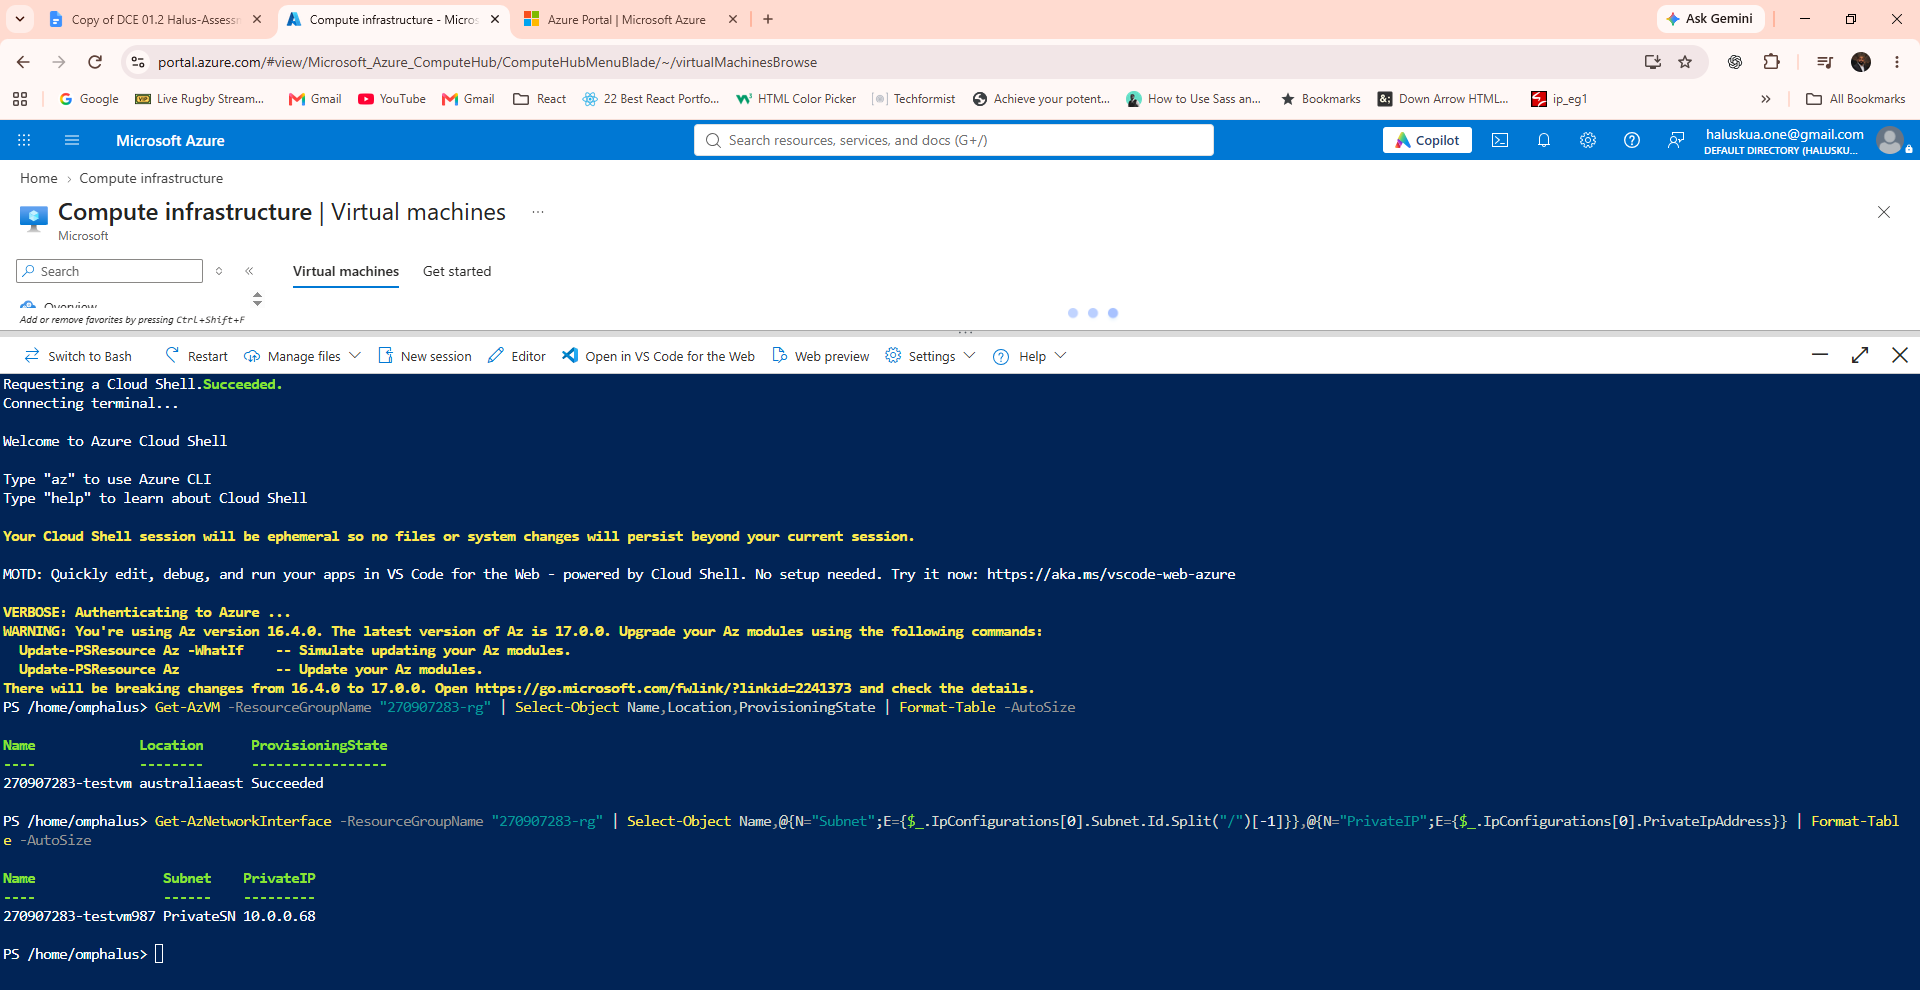 Copy of DCE 01.2 Halus-Assessn
Compute infrastructure - Micros
Azure Portal | Microsoft Azure
Ask Gemini
portal.azure.com/#view/Microsoft_Azure_ComputeHub/ComputeHubMenuBlade/~/virtualMachinesBrowse
Google
Live Rugby Stream...
Gmail
YouTube
Gmail
React
22 Best React Portfo...
HTML Color Picker
Techformist
Achieve your potent...
How to Use Sass an...
Bookmarks
Down Arrow HTML...
ip_eg1
All Bookmarks
Microsoft Azure
Search resources, services, and docs (G+/)
Copilot
haluskua.one@gmail.com
DEFAULT DIRECTORY (HALUSKU...
Home > Compute infrastructure
Compute infrastructure | Virtual machines ...
Microsoft
Search
Virtual machines
Get started
Overview
Add or remove favorites by pressing Ctrl+Shift+F
Switch to Bash
Restart
Manage files
New session
Editor
Open in VS Code for the Web
Web preview
Settings
Help
Requesting a Cloud Shell.Succeeded.
Connecting terminal...
Welcome to Azure Cloud Shell
Type "az" to use Azure CLI
Type "help" to learn about Cloud Shell
Your Cloud Shell session will be ephemeral so no files or system changes will persist beyond your current session.
MOTD: Quickly edit, debug, and run your apps in VS Code for the Web - powered by Cloud Shell. No setup needed. Try it now: https://aka.ms/vscode-web-azure
VERBOSE: Authenticating to Azure ...
WARNING: You're using Az version 16.4.0. The latest version of Az is 17.0.0. Upgrade your Az modules using the following commands:
  Update-PSResource Az -WhatIf    -- Simulate updating your Az modules.
  Update-PSResource Az            -- Update your Az modules.
There will be breaking changes from 16.4.0 to 17.0.0. Open https://go.microsoft.com/fwlink/?linkid=2241373 and check the details.
PS /home/omphalus> Get-AzVM -ResourceGroupName "270907283-rg" | Select-Object Name,Location,ProvisioningState | Format-Table -AutoSize
Name             Location      ProvisioningState
----             --------      -----------------
270907283-testvm australiaeast Succeeded
PS /home/omphalus> Get-AzNetworkInterface -ResourceGroupName "270907283-rg" | Select-Object Name,@{N="Subnet";E={$_.IpConfigurations[0].Subnet.Id.Split("/")[-1]}},@{N="PrivateIP";E={$_.IpConfigurations[0].PrivateIpAddress}} | Format-Tabl
e -AutoSize
Name                Subnet    PrivateIP
----                ------    ---------
270907283-testvm987 PrivateSN 10.0.0.68
PS /home/omphalus>